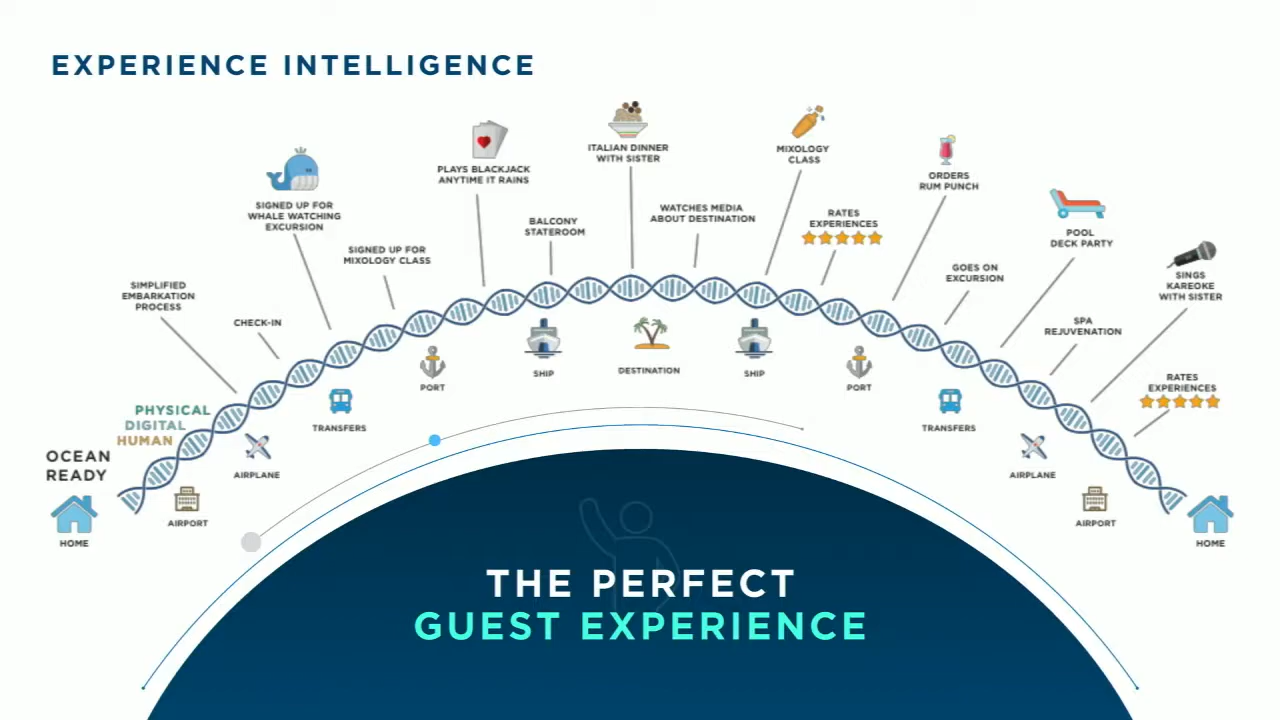 EXPERIENCE INTELLIGENCE
ITALIAN DINNER
WITH SISTER
MIXOLOGY
CLASS
PLAYS BLACKJACK
ANYTIME IT RAINS
ORDERS
RUM PUNCH
SIGNED UP FOR
WHALE WATCHING
EXCURSION
BALCONY
STATEROOM
WATCHES MEDIA
ABOUT DESTINATION
RATES
EXPERIENCES
POOL
DECK PARTY
SIGNED UP FOR
MIXOLOGY CLASS
GOES ON
EXCURSION
SINGS
KAREOKE
WITH SISTER
SIMPLIFIED
EMBARKATION
PROCESS
CHECK-IN
SPA
REJUVENATION
RATES
EXPERIENCES
PHYSICAL
DIGITAL
HUMAN
OCEAN
READY
HOME
AIRPORT
AIRPLANE
TRANSFERS
PORT
SHIP
DESTINATION
SHIP
PORT
TRANSFERS
AIRPLANE
AIRPORT
HOME
THE PERFECT
GUEST EXPERIENCE